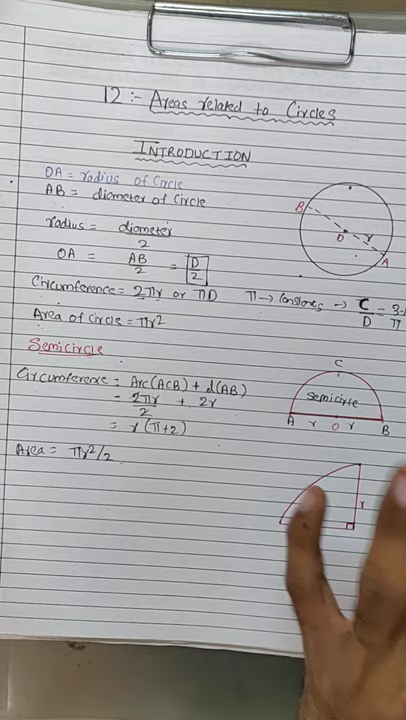 12 :- Areas related to Circles
INTRODUCTION
OA = radius of Circle
AB = diameter of Circle
radius = diameter
2
OA = AB = D
2 2
Circumference = 2πr or πD π → Constant → C = 3.
D π
Area of Circle = πr²
B
O r
A
Semicircle
Circumference = Arc(ACB) + d(AB)
= 2πr + 2r
2
= r(π+2)
Area = πr²/2
C
Semicircle
A r O r B
r